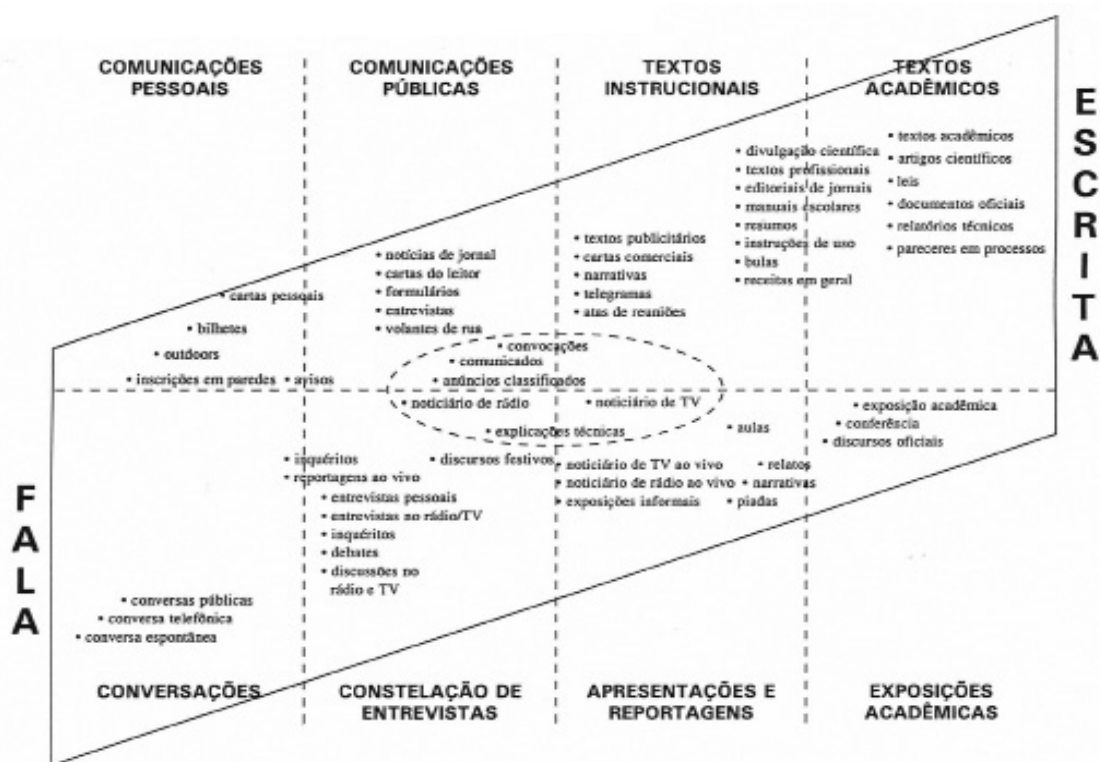 COMUNICAÇÕES
PESSOAIS
COMUNICAÇÕES
PÚBLICAS
TEXTOS
INSTRUCIONAIS
TEXTOS
ACADÊMICOS
ESCRITA
• textos acadêmicos
• artigos científicos
• leis
• documentos oficiais
• relatórios técnicos
• pareceres em processos
• divulgação científica
• textos profissionais
• editoriais de jornais
• manuais escolares
• resumos
• instruções de uso
• bulas
• receitas em geral
• textos publicitários
• cartas comerciais
• narrativas
• telegramas
• atas de reuniões
• notícias de jornal
• cartas do leitor
• formulários
• entrevistas
• volantes de rua
• cartas pessoais
• bilhetes
• outdoors
• inscrições em paredes • avisos
• convocações
• comunicados
• anúncios classificados
• noticiário de rádio
• noticiário de TV
• explicações técnicas
• aulas
• exposição acadêmica
• conferência
• discursos oficiais
• inquéritos
• discursos festivos
• reportagens ao vivo
• entrevistas pessoais
• entrevistas no rádio/TV
• inquéritos
• debates
• discussões no
rádio e TV
• noticiário de TV ao vivo
• relatos
• noticiário de rádio ao vivo
• narrativas
• exposições informais
• piadas
FALA
• conversas públicas
• conversa telefônica
• conversa espontânea
CONVERSAÇÕES
CONSTELAÇÃO DE
ENTREVISTAS
APRESENTAÇÕES E
REPORTAGENS
EXPOSIÇÕES
ACADÊMICAS